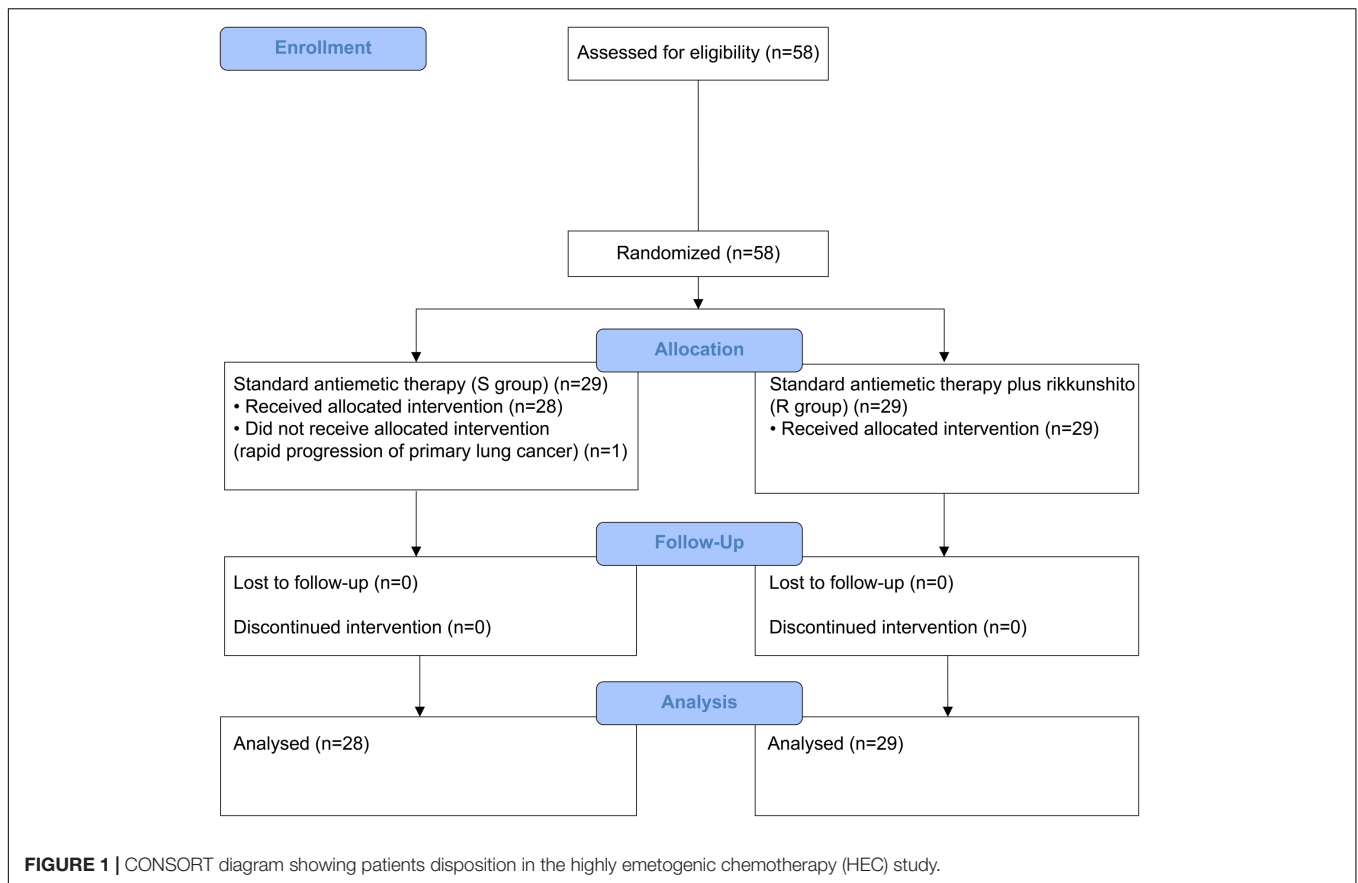 Enrollment
Assessed for eligibility (n=58)
Randomized (n=58)
Allocation
Standard antiemetic therapy (S group) (n=29)
• Received allocated intervention (n=28)
• Did not receive allocated intervention
(rapid progression of primary lung cancer) (n=1)
Standard antiemetic therapy plus rikkunshito
(R group) (n=29)
• Received allocated intervention (n=29)
Follow-Up
Lost to follow-up (n=0)
Discontinued intervention (n=0)
Lost to follow-up (n=0)
Discontinued intervention (n=0)
Analysis
Analysed (n=28)
Analysed (n=29)
FIGURE 1 | CONSORT diagram showing patients disposition in the highly emetogenic chemotherapy (HEC) study.